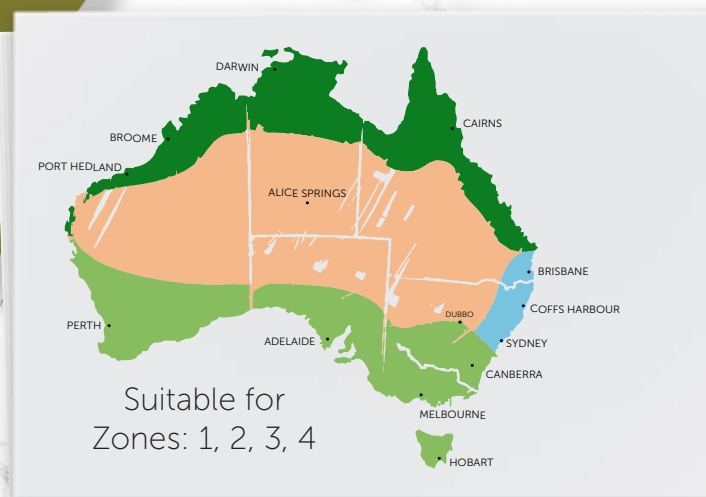 DARWIN
CAIRNS
BROOME
PORT HEDLAND
ALICE SPRINGS
BRISBANE
COFFS HARBOUR
DUBBO
PERTH
ADELAIDE
SYDNEY
CANBERRA
Suitable for
Zones: 1, 2, 3, 4
MELBOURNE
HOBART